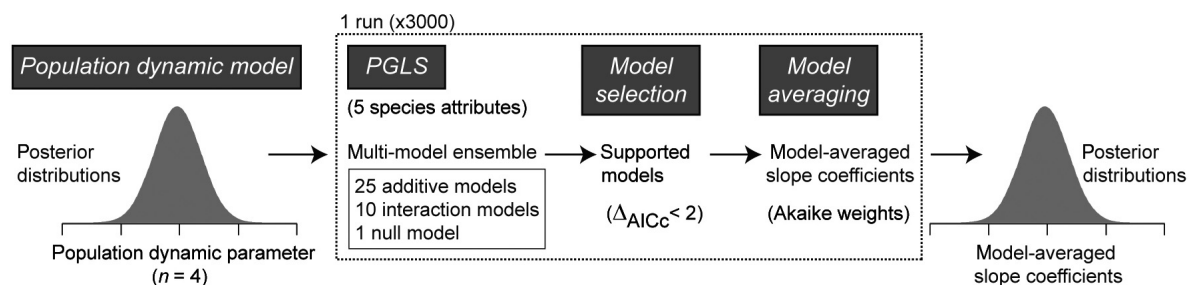 1 run (x3000)
Population dynamic model
Posterior
distributions
Population dynamic parameter
(n = 4)
PGLS
(5 species attributes)
Multi-model ensemble
25 additive models
10 interaction models
1 null model
Model
selection
Supported
models
(ΔAICc < 2)
Model
averaging
Model-averaged
slope coefficients
(Akaike weights)
Posterior
distributions
Model-averaged
slope coefficients